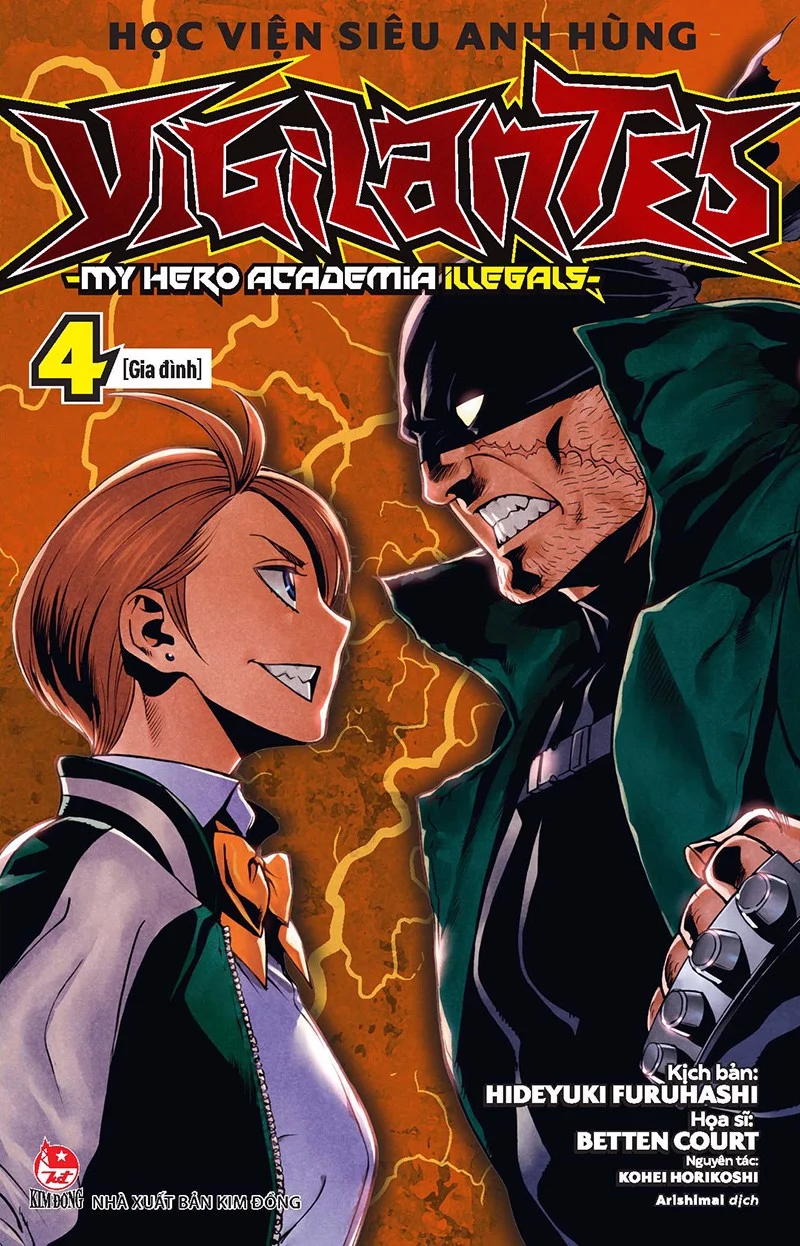 HỌC VIỆN SIÊU ANH HÙNG
VIGILANTES
-MY HERO ACADEMIA ILLEGALS-
4 [Gia đình]
Kịch bản:
HIDEYUKI FURUHASHI
Họa sĩ:
BETTEN COURT
Nguyên tác:
KOHEI HORIKOSHI
Arishimai dịch
KIM ĐỒNG NHÀ XUẤT BẢN KIM ĐỒNG